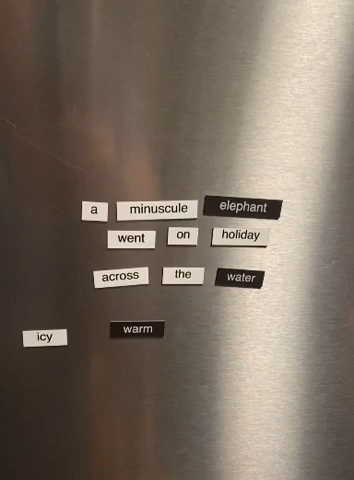 a minuscule elephant
went on holiday
across the water
icy warm